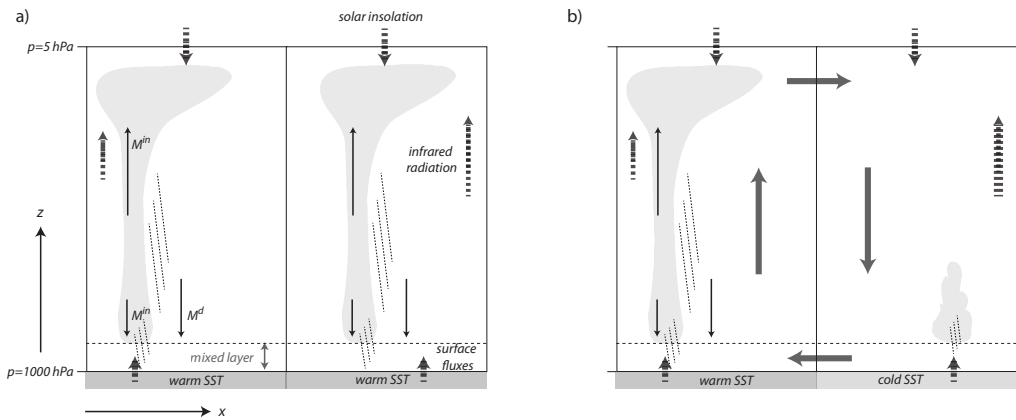 a)
solar insolation
b)
p=5 hPa
M^in
infrared
radiation
z
M^in
M^d
mixed layer
surface
fluxes
p=1000 hPa
warm SST
warm SST
warm SST
cold SST
x